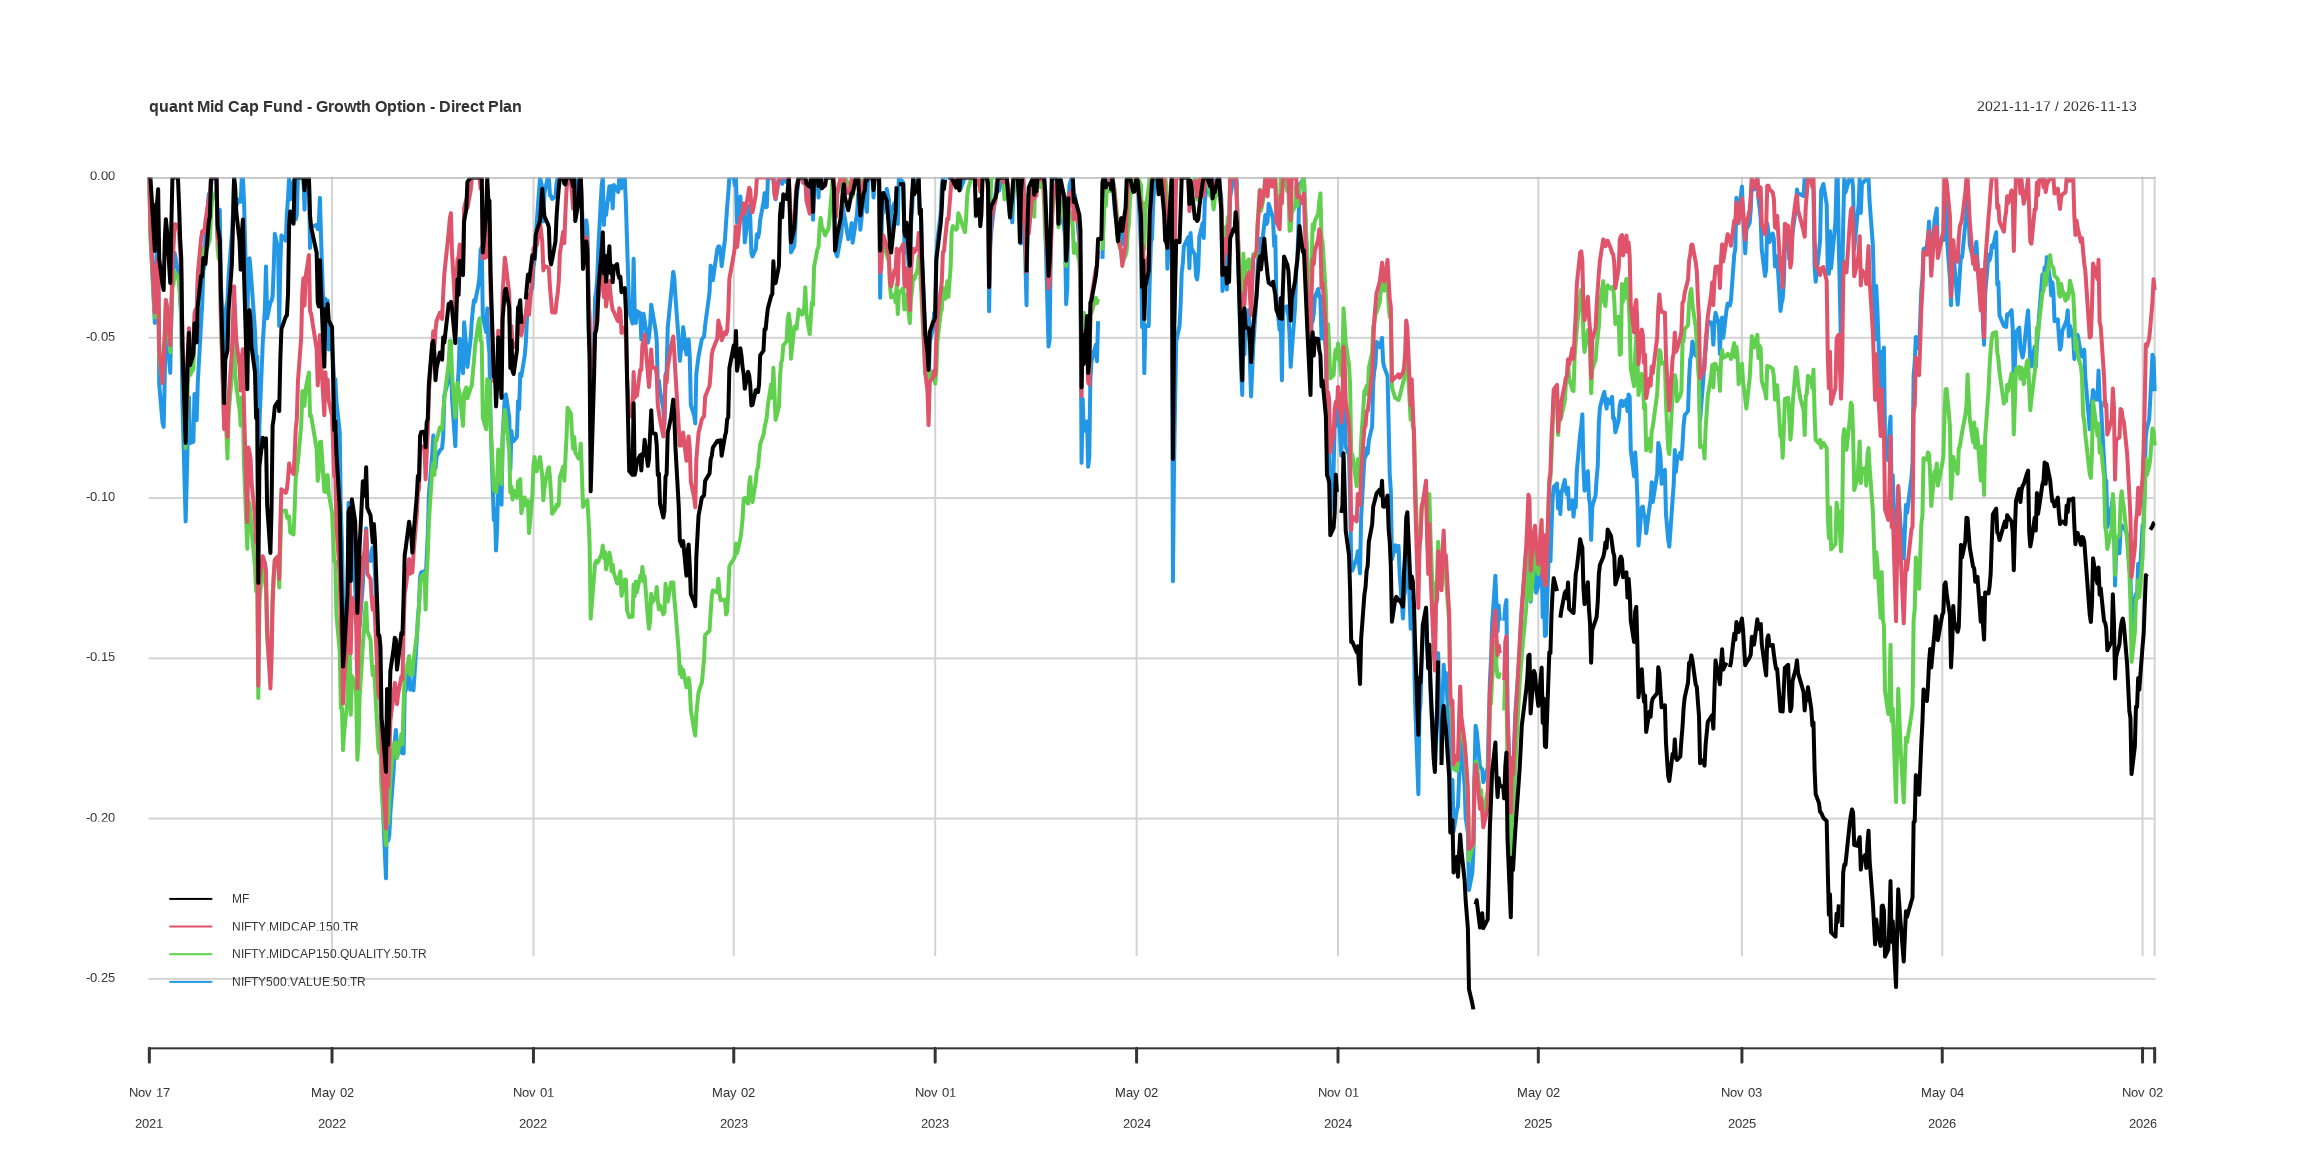 quant Mid Cap Fund - Growth Option - Direct Plan
2021-11-17 / 2026-11-13
0.00
-0.05
-0.10
-0.15
-0.20
-0.25
MF
NIFTY.MIDCAP.150.TR
NIFTY.MIDCAP150.QUALITY.50.TR
NIFTY500.VALUE.50.TR
Nov 17 May 02 Nov 01 May 02 Nov 01 May 02 Nov 01 May 02 Nov 03 May 04 Nov 02
2021 2022 2022 2023 2023 2024 2024 2025 2025 2026 2026